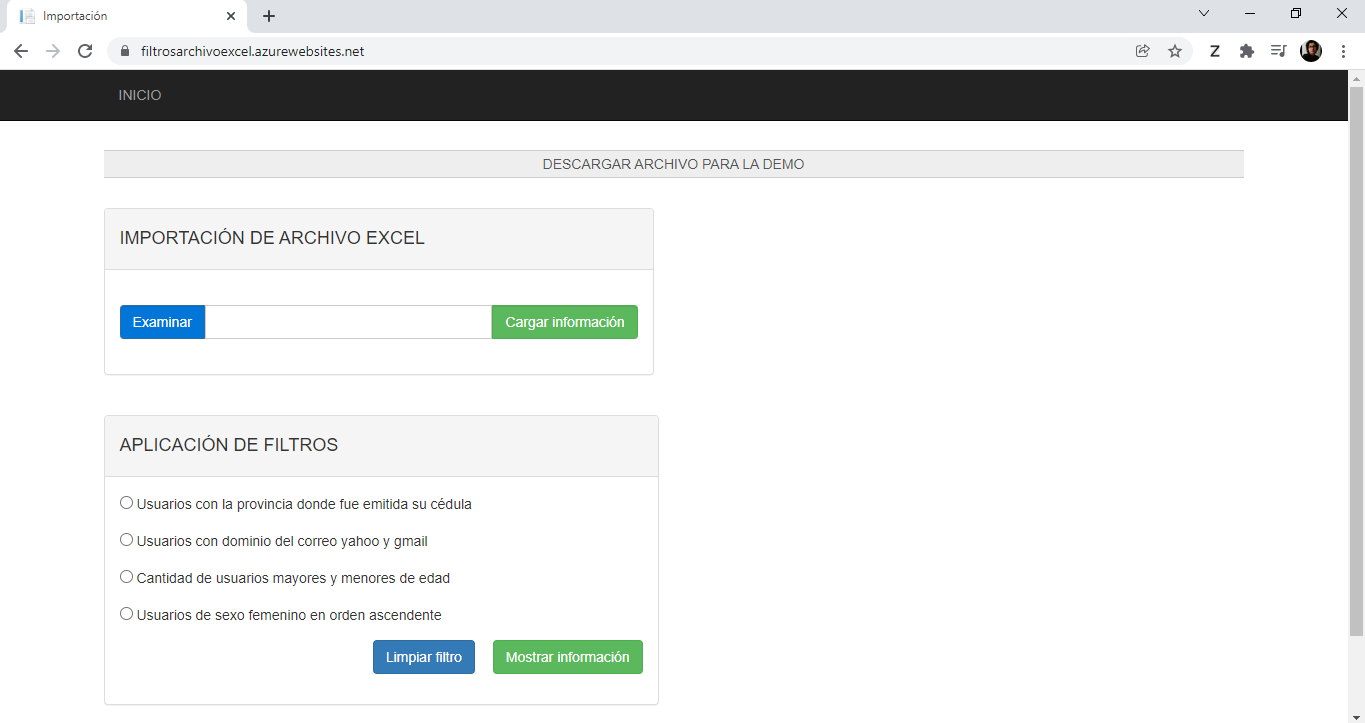 Importación
filtrosarchivoexcel.azurewebsites.net
Z
INICIO
DESCARGAR ARCHIVO PARA LA DEMO
IMPORTACIÓN DE ARCHIVO EXCEL
Examinar
Cargar información
APLICACIÓN DE FILTROS
Usuarios con la provincia donde fue emitida su cédula
Usuarios con dominio del correo yahoo y gmail
Cantidad de usuarios mayores y menores de edad
Usuarios de sexo femenino en orden ascendente
Limpiar filtro Mostrar información